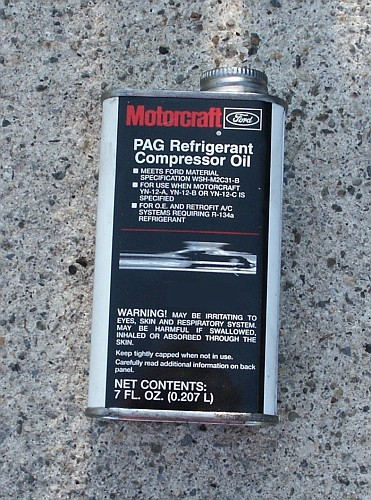 Motorcraft® Ford
PAG Refrigerant
Compressor Oil
■ MEETS FORD MATERIAL
SPECIFICATION WSH-M2C31-B
■ FOR USE WHEN MOTORCRAFT
YN-12-A, YN-12-B OR YN-12-C IS
SPECIFIED
■ FOR O.E. AND RETROFIT A/C
SYSTEMS REQUIRING R-134a
REFRIGERANT
WARNING! MAY BE IRRITATING TO
EYES, SKIN AND RESPIRATORY SYSTEM.
MAY BE HARMFUL IF SWALLOWED,
INHALED OR ABSORBED THROUGH THE
SKIN.
Keep tightly capped when not in use.
Carefully read additional information on back
panel.
NET CONTENTS:
7 FL. OZ. (0.207 L)